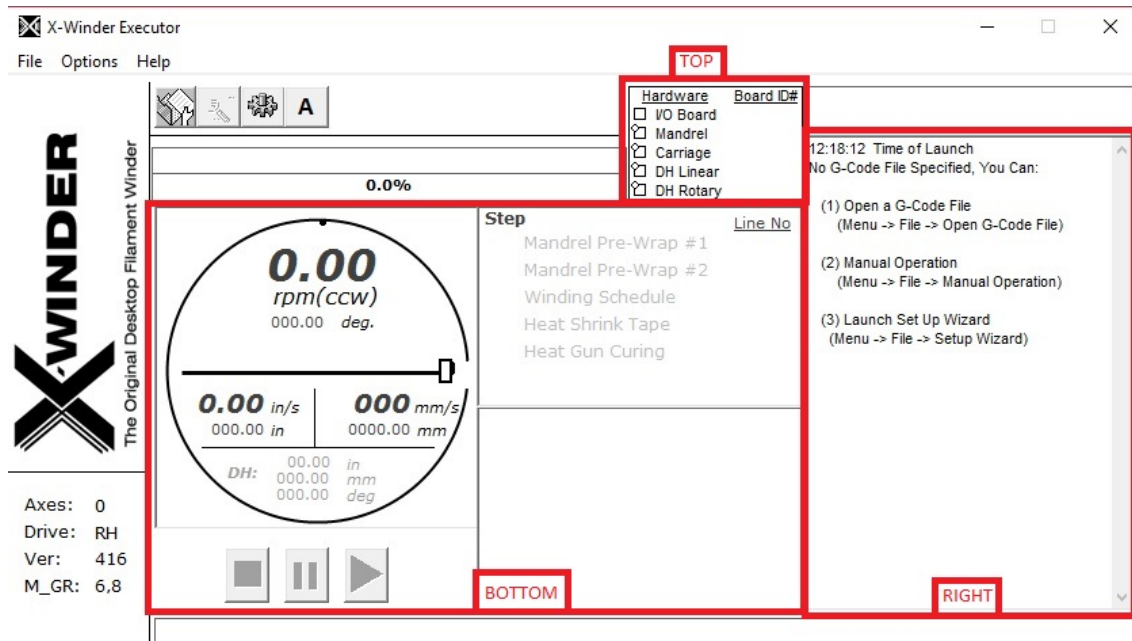 X-Winder Executor
File Options Help
TOP
A
Hardware Board ID#
I/O Board
Mandrel
Carriage
DH Linear
DH Rotary
0.0%
X-WINDER
The Original Desktop Filament Winder
0.00
rpm(ccw)
000.00 deg.
0.00 in/s 000 mm/s
000.00 in 0000.00 mm
DH: 00.00 in
000.00 mm
000.00 deg
Step Line No
Mandrel Pre-Wrap #1
Mandrel Pre-Wrap #2
Winding Schedule
Heat Shrink Tape
Heat Gun Curing
12:18:12 Time of Launch
No G-Code File Specified, You Can:
(1) Open a G-Code File
(Menu -> File -> Open G-Code File)
(2) Manual Operation
(Menu -> File -> Manual Operation)
(3) Launch Set Up Wizard
(Menu -> File -> Setup Wizard)
Axes: 0
Drive: RH
Ver: 416
M_GR: 6,8
BOTTOM
RIGHT